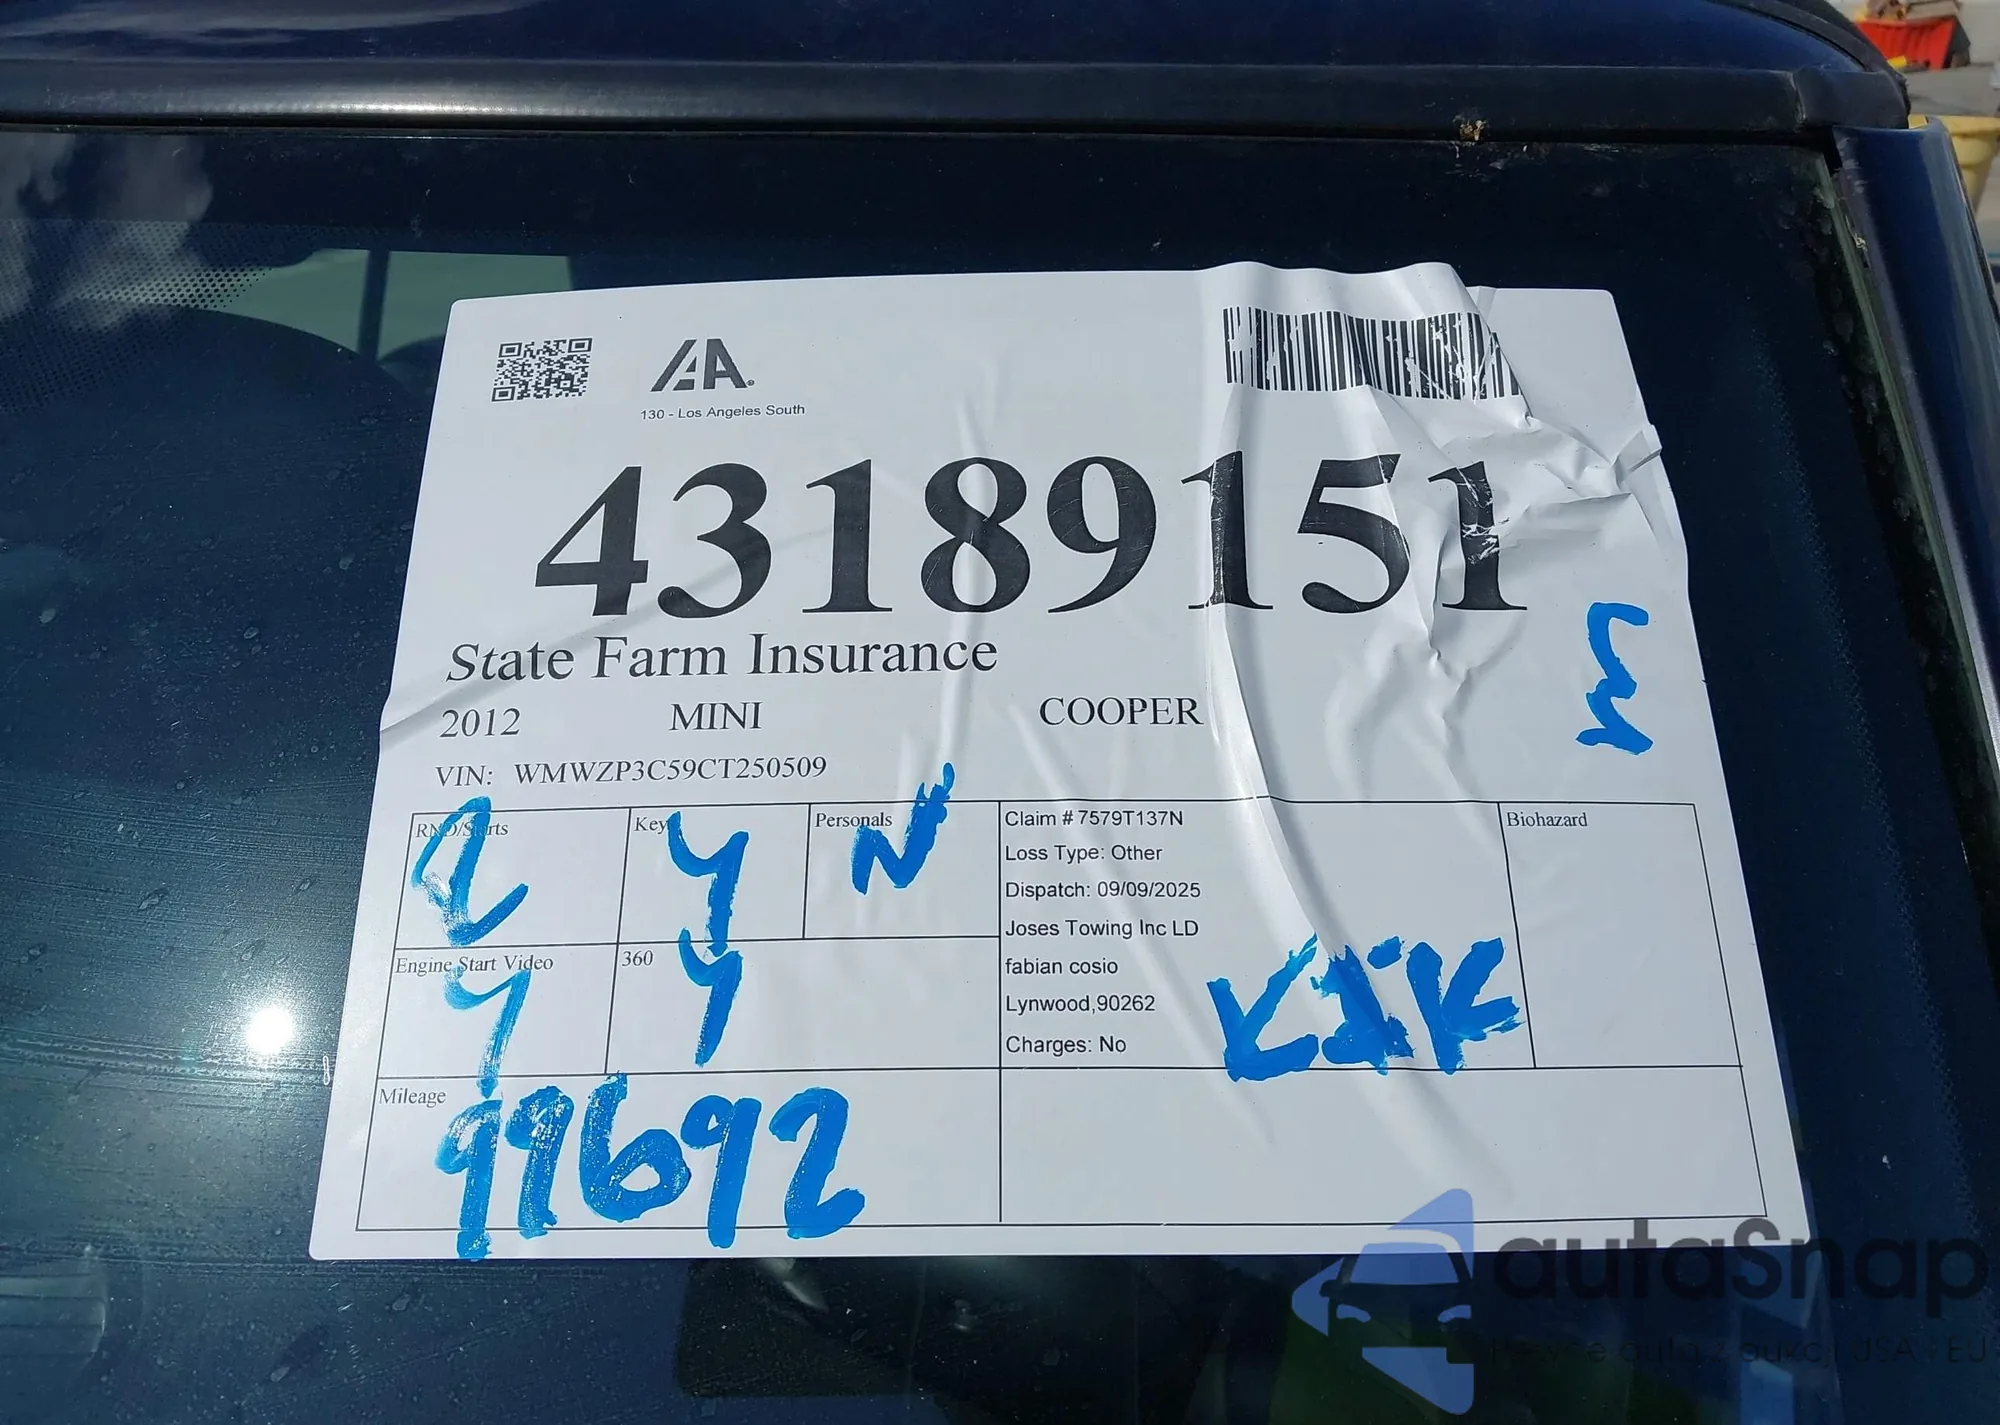 IAA
130 - Los Angeles South
43189151
State Farm Insurance
2012 MINI COOPER
VIN: WMWZP3C59CT250509
RND/Starts
Key Y
Personals N
Claim # 7579T137N
Loss Type: Other
Dispatch: 09/09/2025
Joses Towing Inc LD
fabian cosio
Lynwood,90262
Charges: No
Biohazard
Engine Start Video Y
360 Y
Mileage 99692
autaSnap